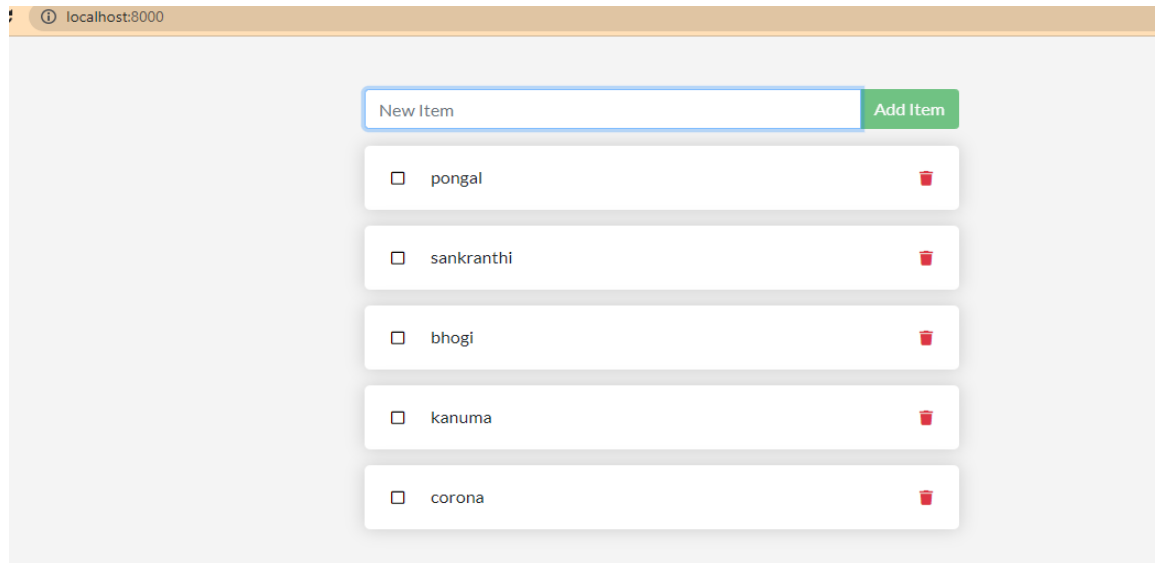 localhost:8000
New Item
Add Item
pongal
sankranthi
bhogi
kanuma
corona